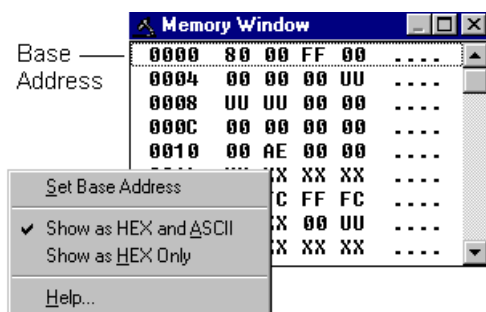 Memory Window
Base Address
0000 80 00 FF 00 ....
0004 00 00 00 UU ....
0008 UU UU 00 00 ....
000C 00 00 00 00 ....
0010 00 AE 00 00 ....
XX XX XX ....
FF FC ....
00 UU ....
XX XX ....
Set Base Address
✔ Show as HEX and ASCII
Show as HEX Only
Help...